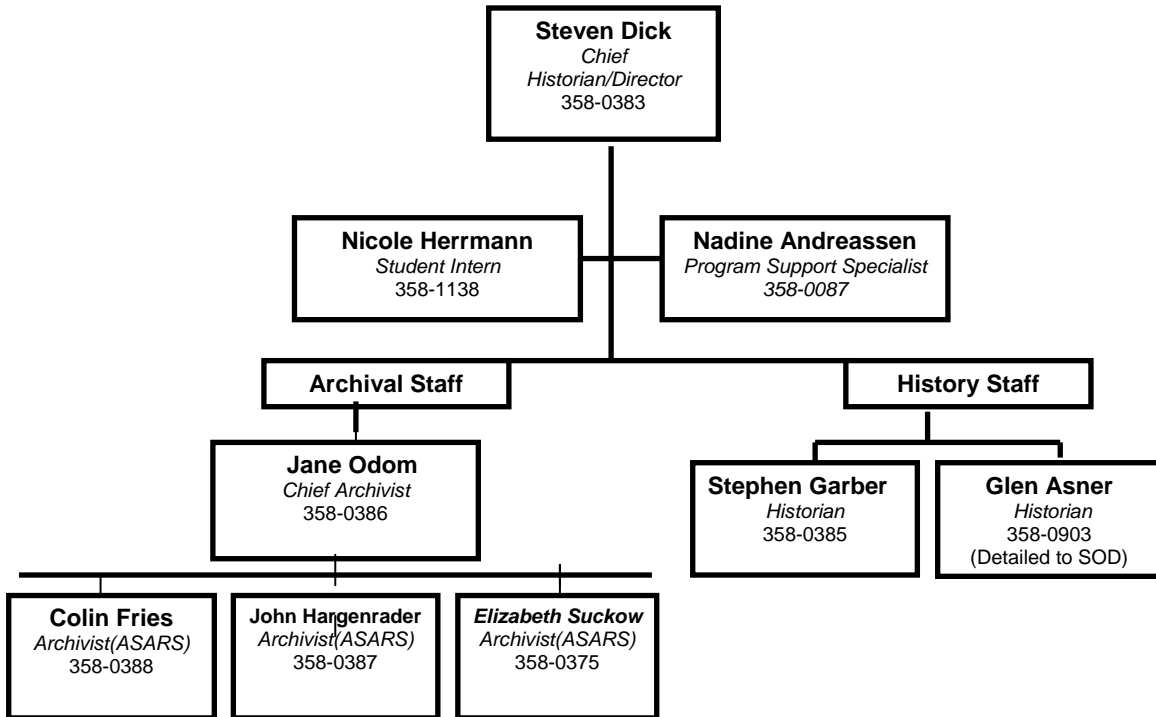 Steven Dick
Chief
Historian/Director
358-0383
Nicole Herrmann
Student Intern
358-1138
Nadine Andreassen
Program Support Specialist
358-0087
Archival Staff
History Staff
Jane Odom
Chief Archivist
358-0386
Stephen Garber
Historian
358-0385
Glen Asner
Historian
358-0903
(Detailed to SOD)
Colin Fries
Archivist(ASARS)
358-0388
John Hargenrader
Archivist(ASARS)
358-0387
Elizabeth Suckow
Archivist(ASARS)
358-0375